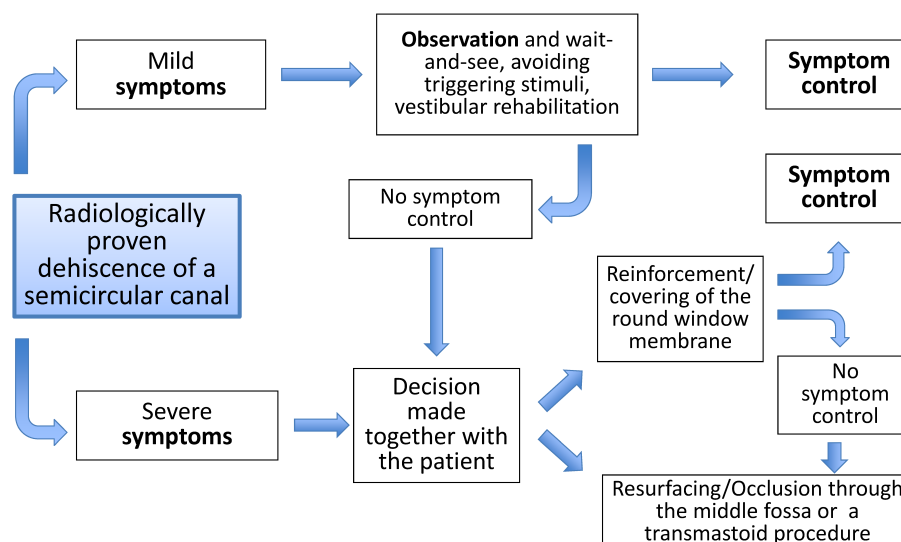 Mild
symptoms
Observation and wait-
and-see, avoiding
triggering stimuli,
vestibular rehabilitation
Symptom
control
No symptom
control
Symptom
control
Radiologically
proven
dehiscence of a
semicircular canal
Reinforcement/
covering of the
round window
membrane
No
symptom
control
Severe
symptoms
Decision
made
together with
the patient
Resurfacing/Occlusion through
the middle fossa or a
transmastoid procedure